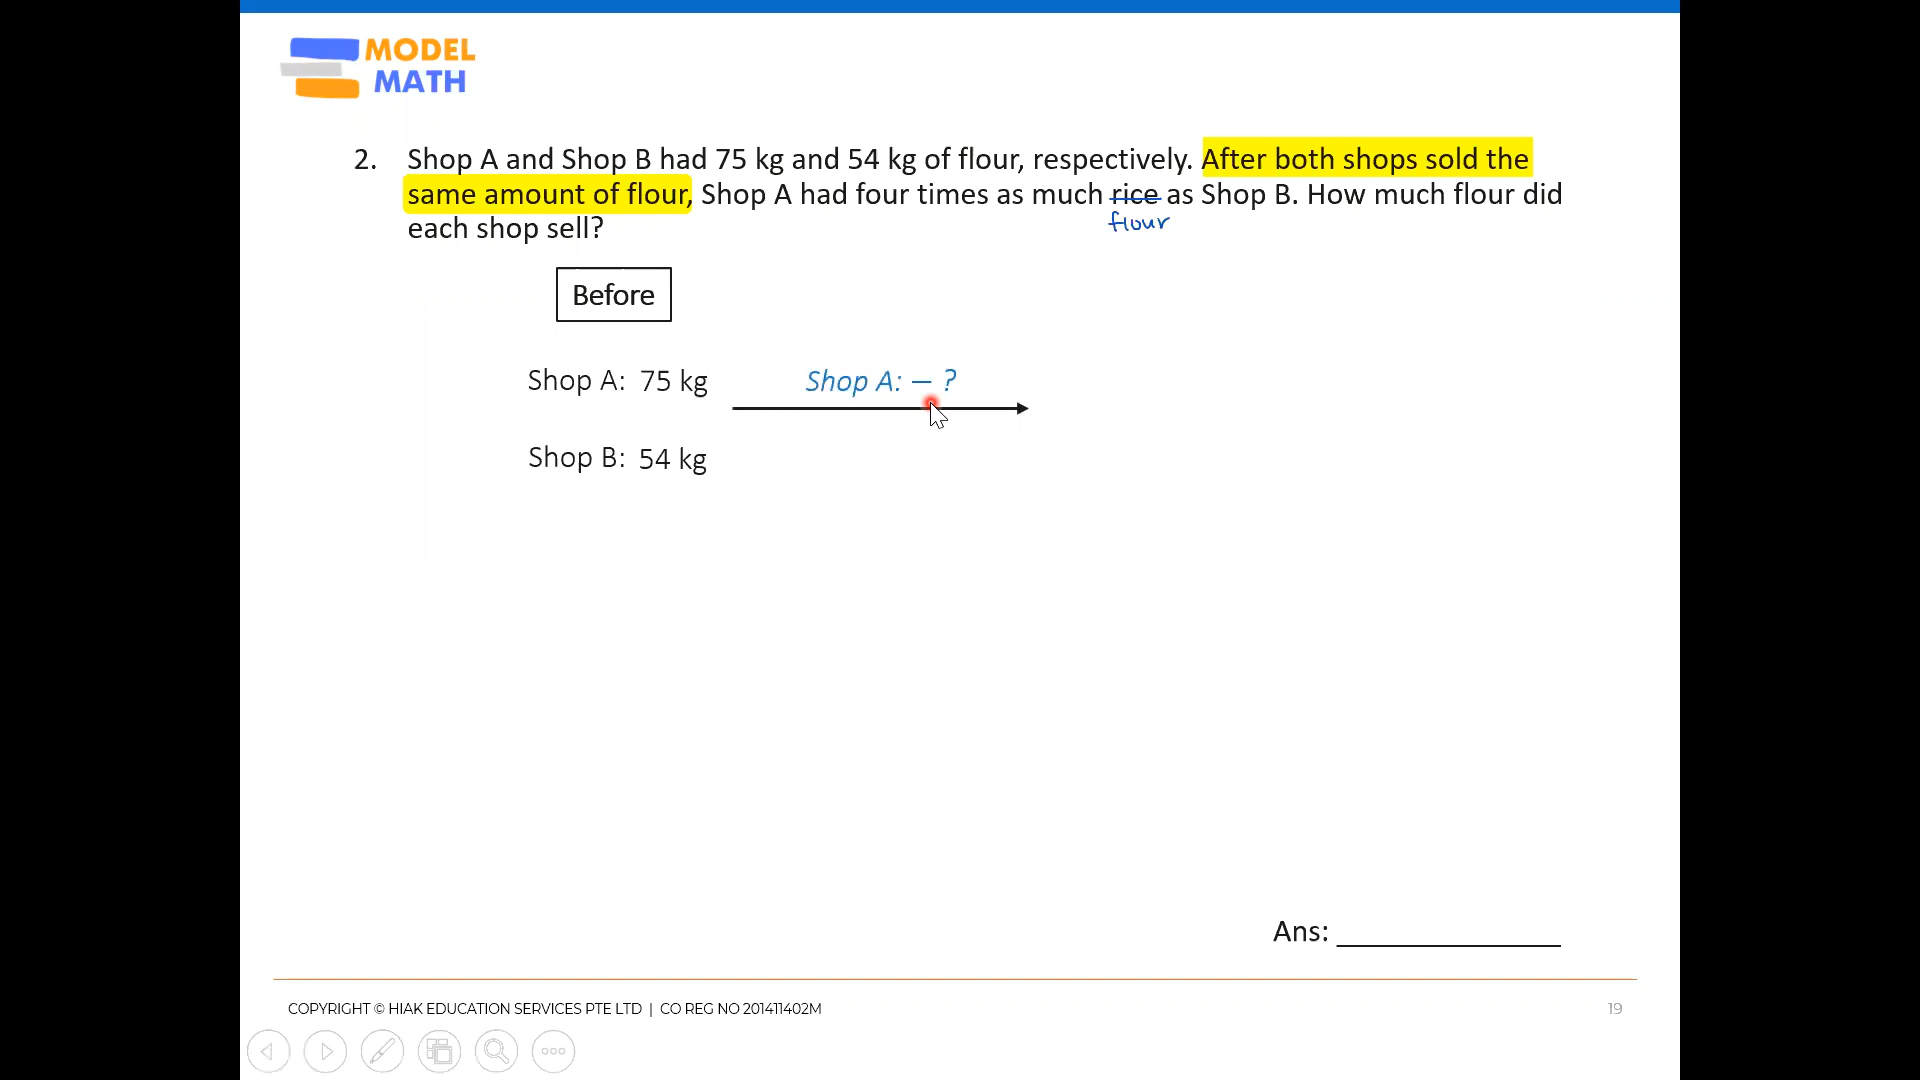 MODEL
MATH
2. Shop A and Shop B had 75 kg and 54 kg of flour, respectively. After both shops sold the
same amount of flour, Shop A had four times as much rice as Shop B. How much flour did
flour
each shop sell?
Before
Shop A: 75 kg
Shop A: – ?
Shop B: 54 kg
Ans: ______________
COPYRIGHT © HIAK EDUCATION SERVICES PTE LTD | CO REG NO 201411402M
19